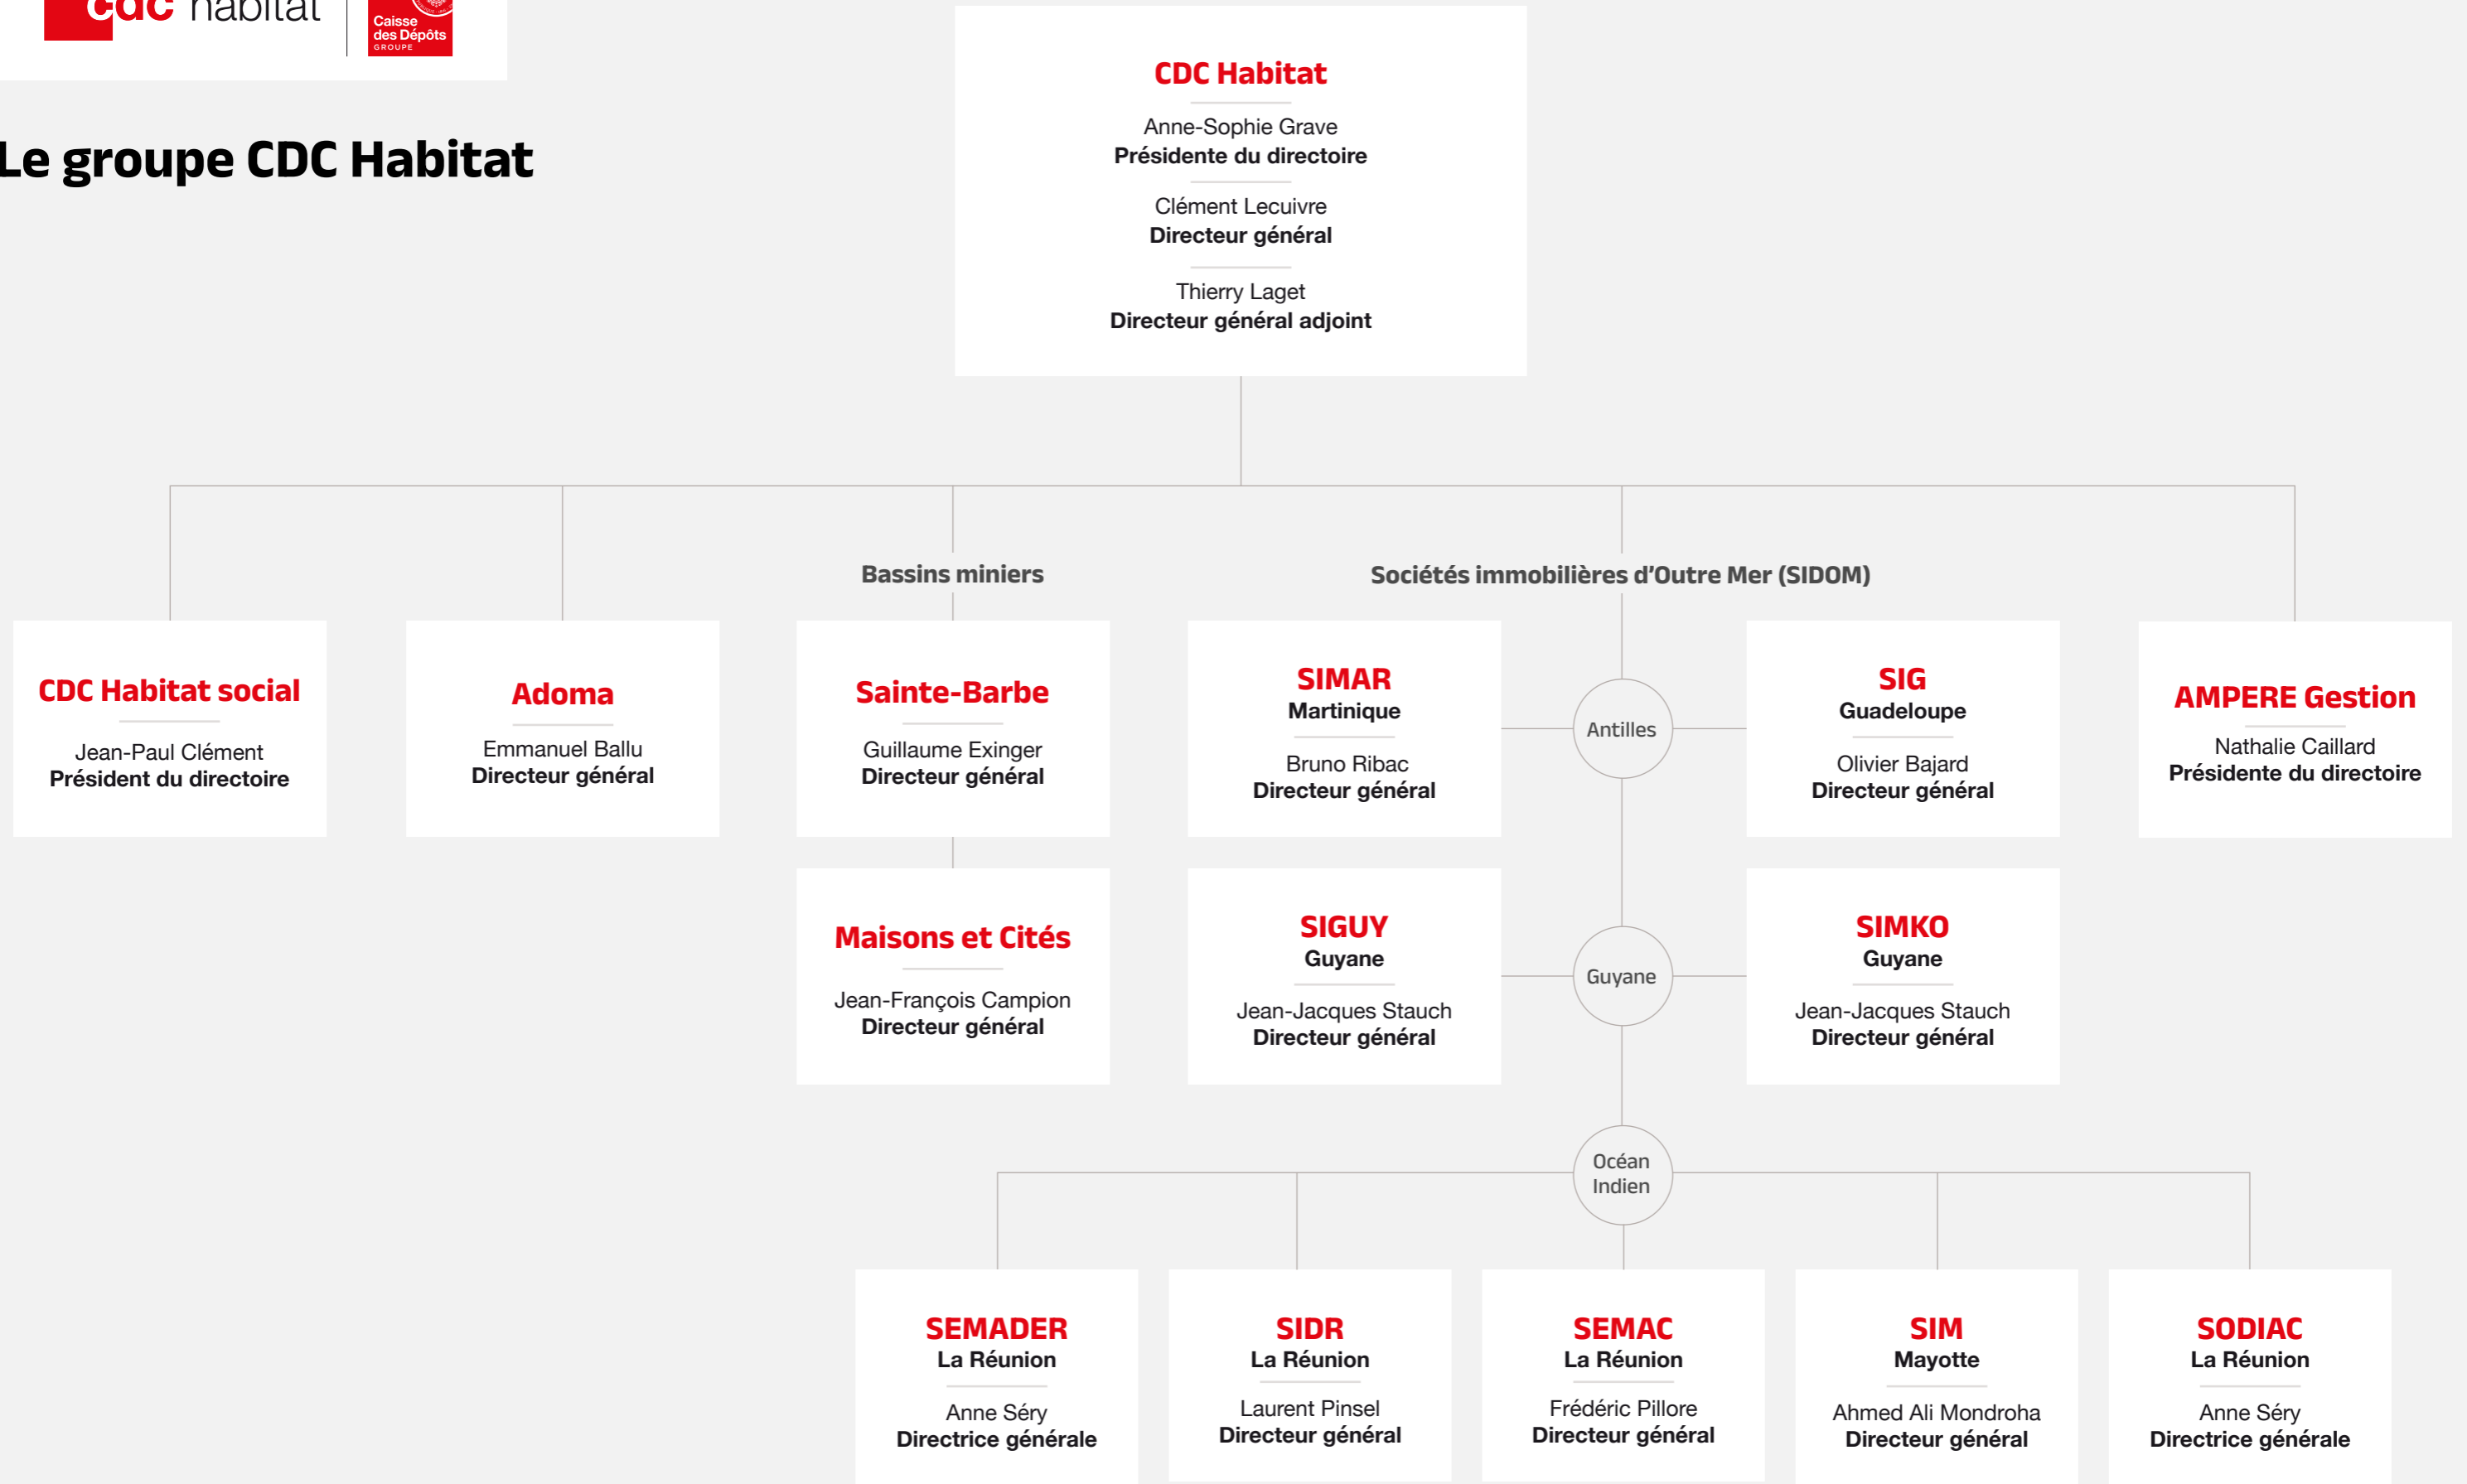 cdc habitat
Caisse
des Dépôts
GROUPE
Le groupe CDC Habitat
CDC Habitat
Anne-Sophie Grave
Présidente du directoire
Clément Lecuivre
Directeur général
Thierry Laget
Directeur général adjoint
Bassins miniers
Sociétés immobilières d’Outre Mer (SIDOM)
CDC Habitat social
Jean-Paul Clément
Président du directoire
Adoma
Emmanuel Ballu
Directeur général
Sainte-Barbe
Guillaume Exinger
Directeur général
Maisons et Cités
Jean-François Campion
Directeur général
SIMAR
Martinique
Bruno Ribac
Directeur général
Antilles
SIG
Guadeloupe
Olivier Bajard
Directeur général
AMPERE Gestion
Nathalie Caillard
Présidente du directoire
SIGUY
Guyane
Jean-Jacques Stauch
Directeur général
Guyane
SIMKO
Guyane
Jean-Jacques Stauch
Directeur général
Océan
Indien
SEMADER
La Réunion
Anne Séry
Directrice générale
SIDR
La Réunion
Laurent Pinsel
Directeur général
SEMAC
La Réunion
Frédéric Pillore
Directeur général
SIM
Mayotte
Ahmed Ali Mondroha
Directeur général
SODIAC
La Réunion
Anne Séry
Directrice générale